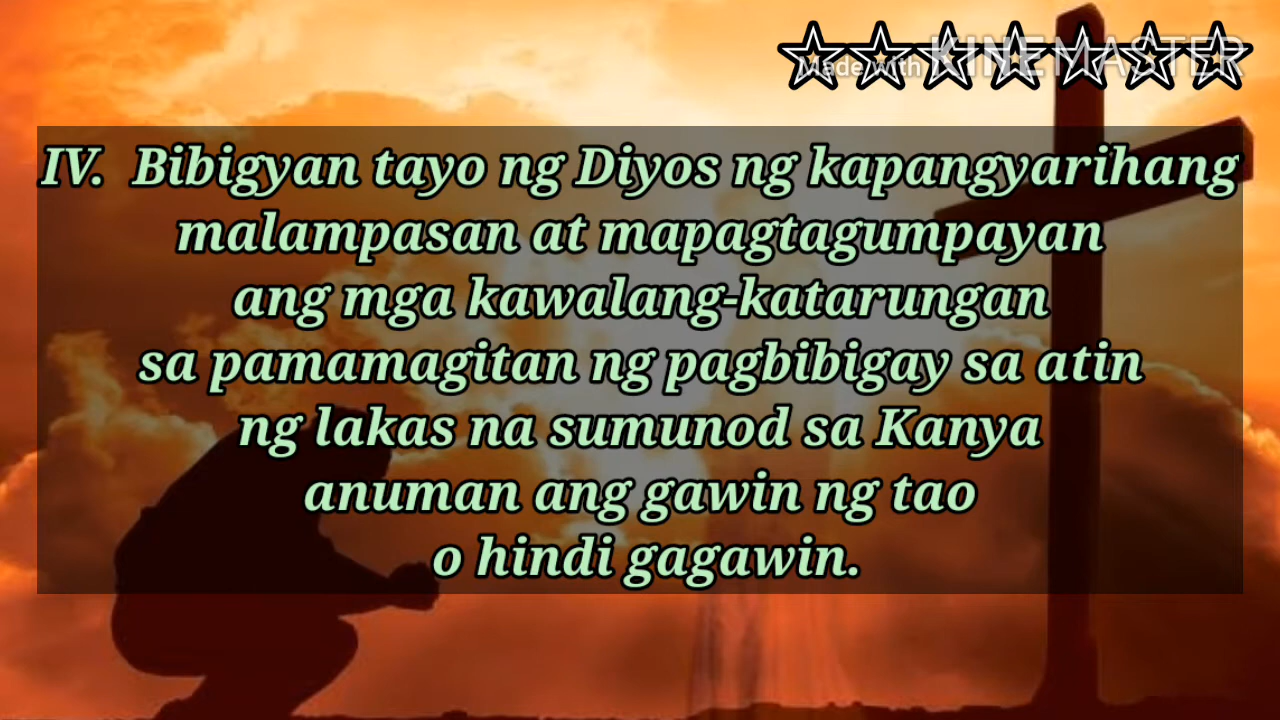 Made with KINEMASTER
IV. Bibigyan tayo ng Diyos ng kapangyarihang
malampasan at mapagtagumpayan
ang mga kawalang-katarungan
sa pamamagitan ng pagbibigay sa atin
ng lakas na sumunod sa Kanya
anuman ang gawin ng tao
o hindi gagawin.